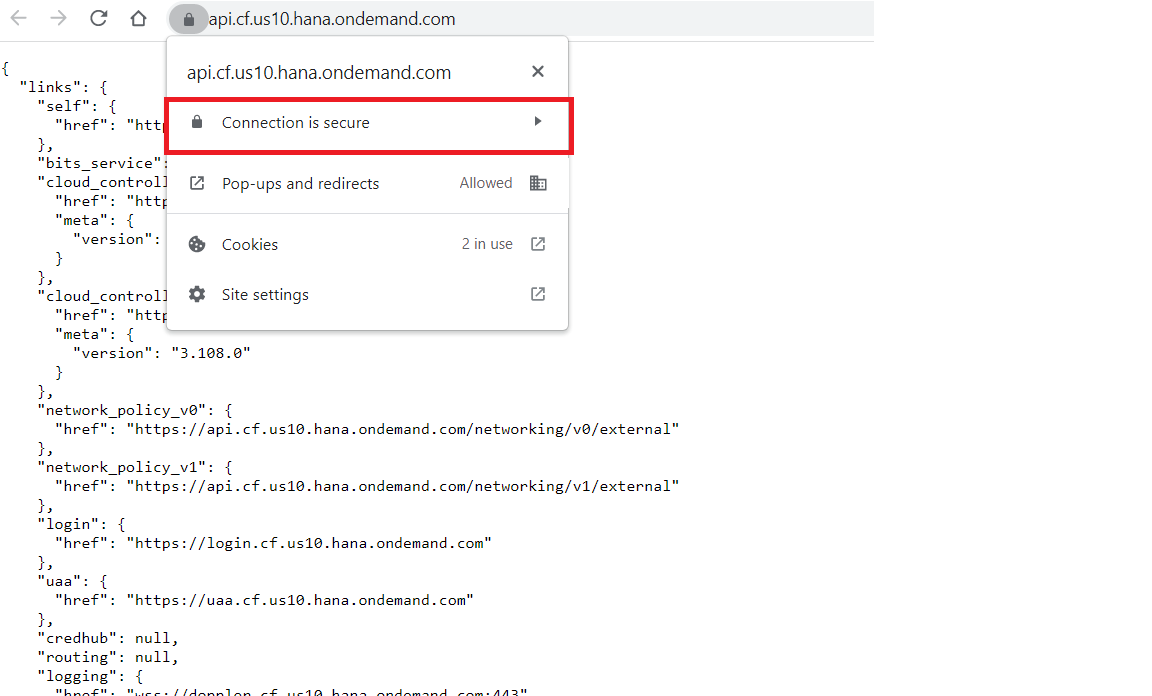 api.cf.us10.hana.ondemand.com
api.cf.us10.hana.ondemand.com
Connection is secure
Pop-ups and redirects Allowed
Cookies 2 in use
Site settings
{
"links": {
"self": {
"href":
},
"bits_service":
"href":
"meta": {
"version":
}
},
"href":
"meta": {
"version": "3.108.0"
}
},
"network_policy_v0": {
"href": "https://api.cf.us10.hana.ondemand.com/networking/v0/external"
},
"network_policy_v1": {
"href": "https://api.cf.us10.hana.ondemand.com/networking/v1/external"
},
"login": {
"href": "https://login.cf.us10.hana.ondemand.com"
},
"uaa": {
"href": "https://uaa.cf.us10.hana.ondemand.com"
},
"credhub": null,
"routing": null,
"logging": {
"href": "wss://doppler.cf.us10.hana.ondemand.com:443"